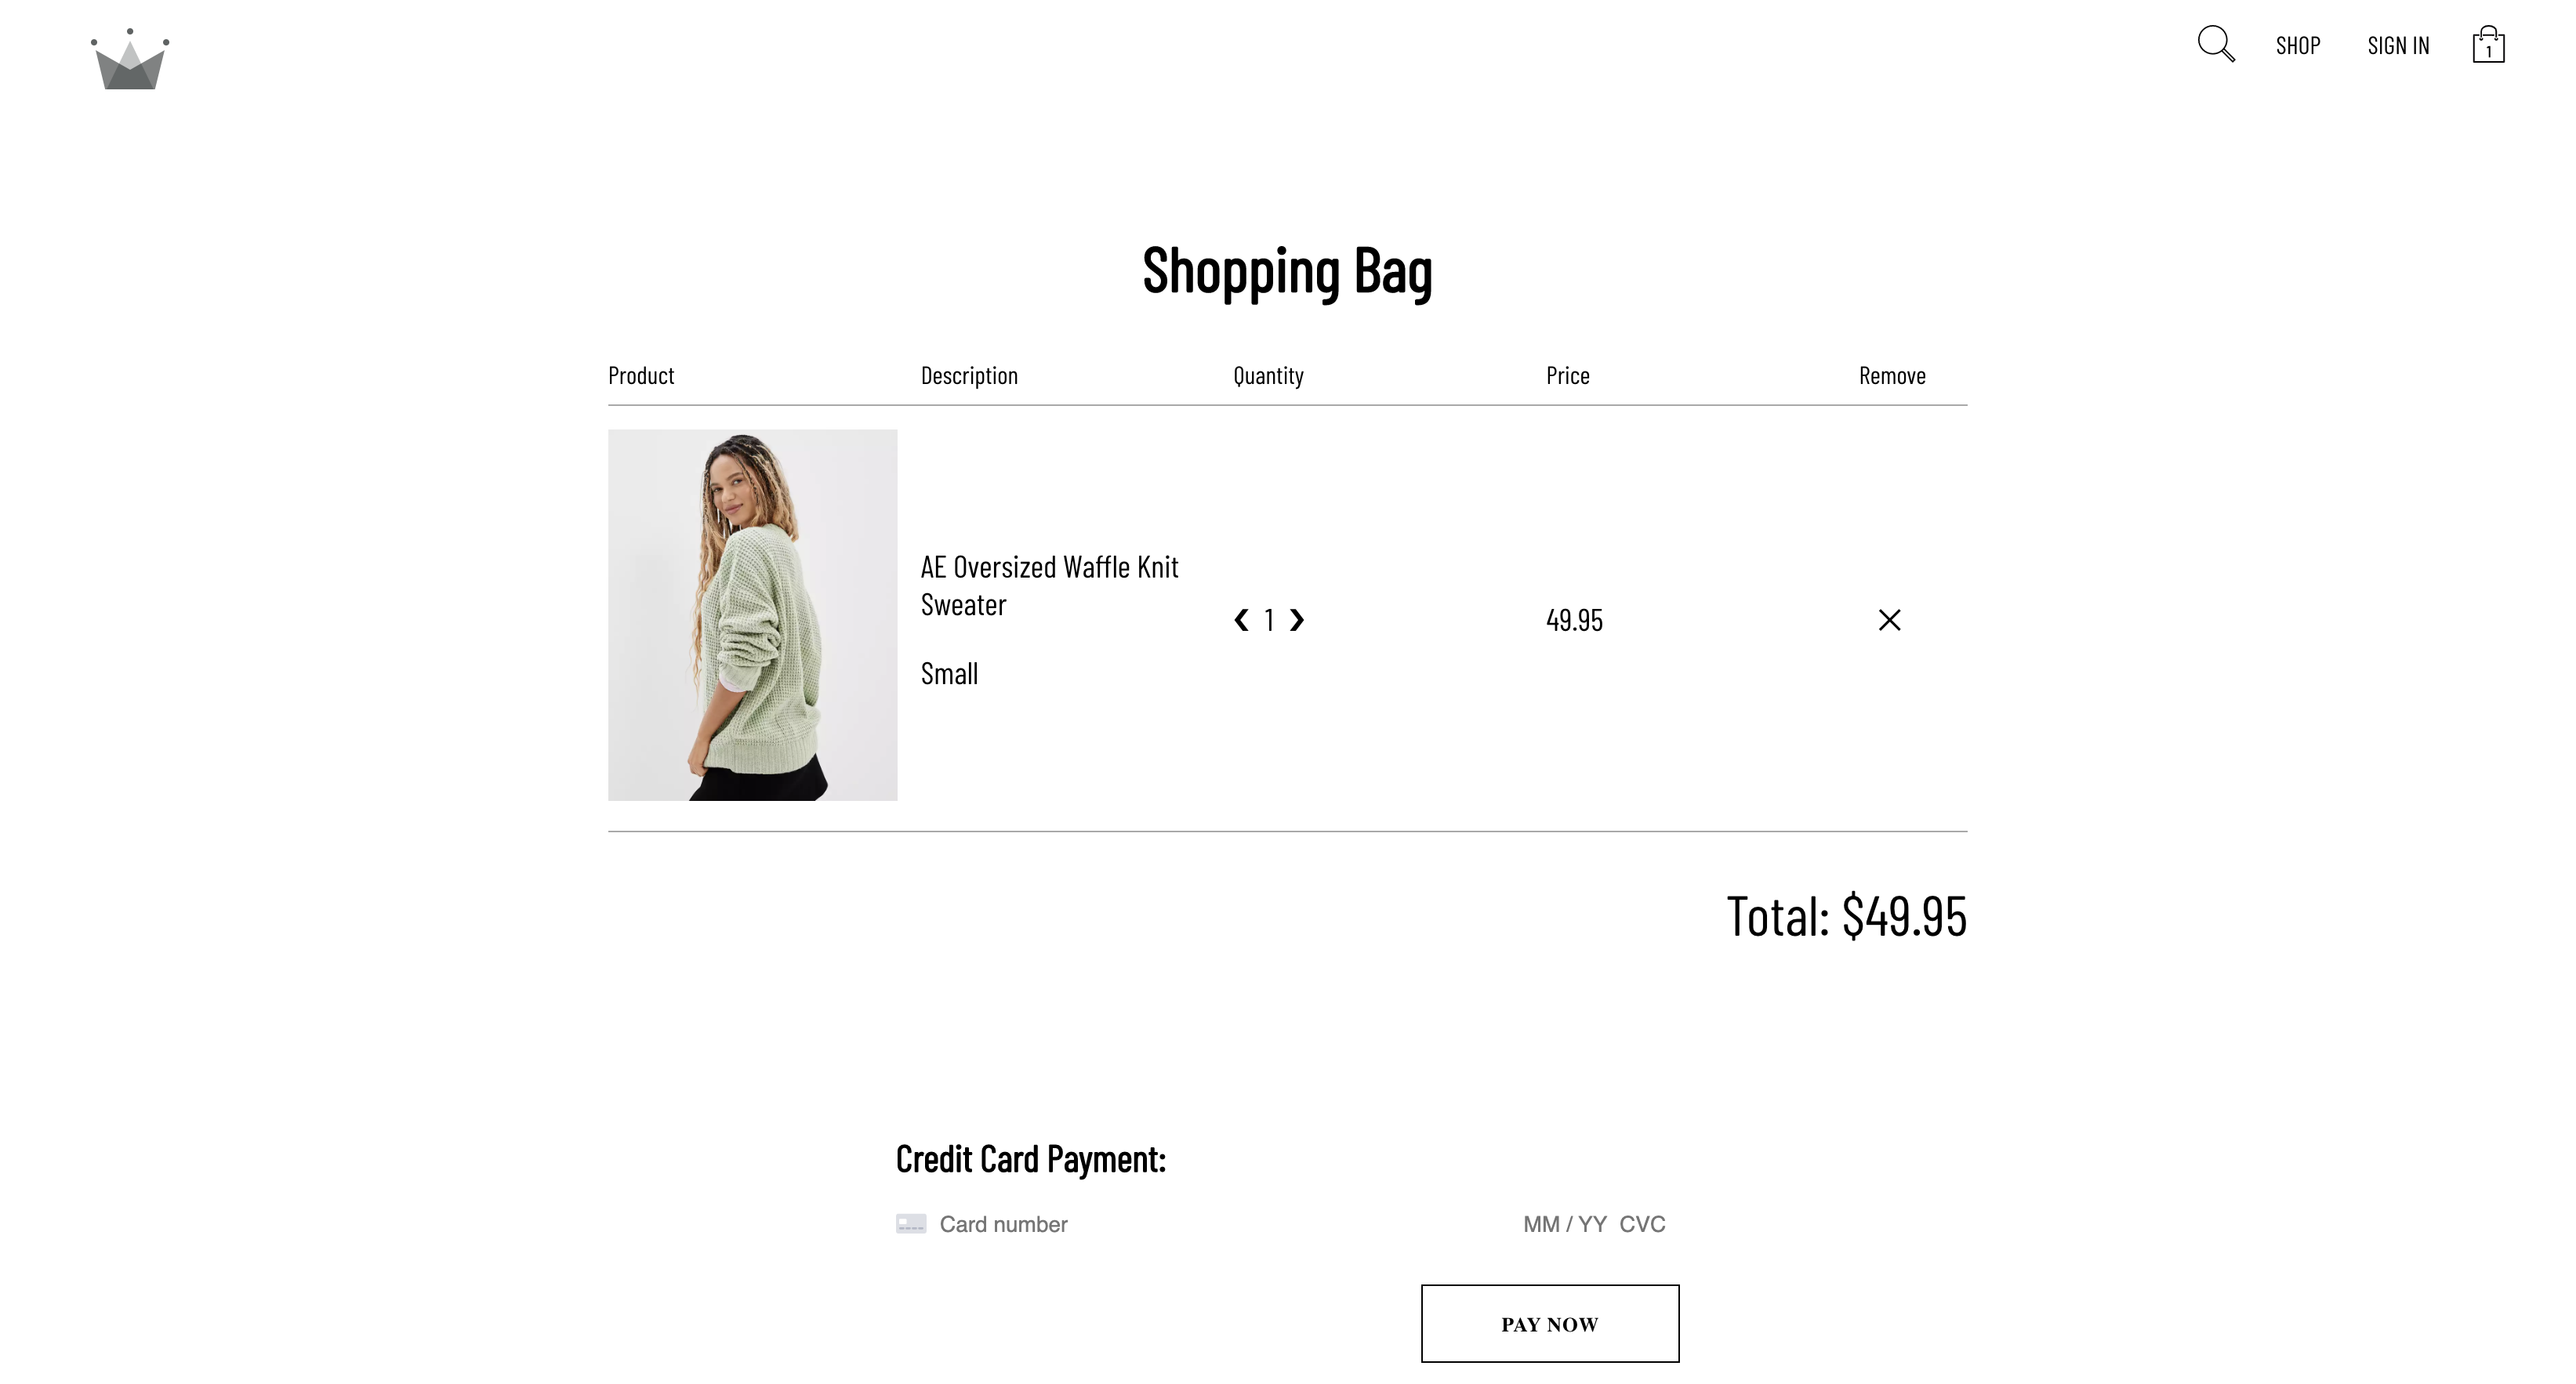 SHOP
SIGN IN
1
Shopping Bag
Product
Description
Quantity
Price
Remove
AE Oversized Waffle Knit
Sweater
Small
❮ 1 ❯
49.95
Total: $49.95
Credit Card Payment:
Card number
MM / YY CVC
PAY NOW